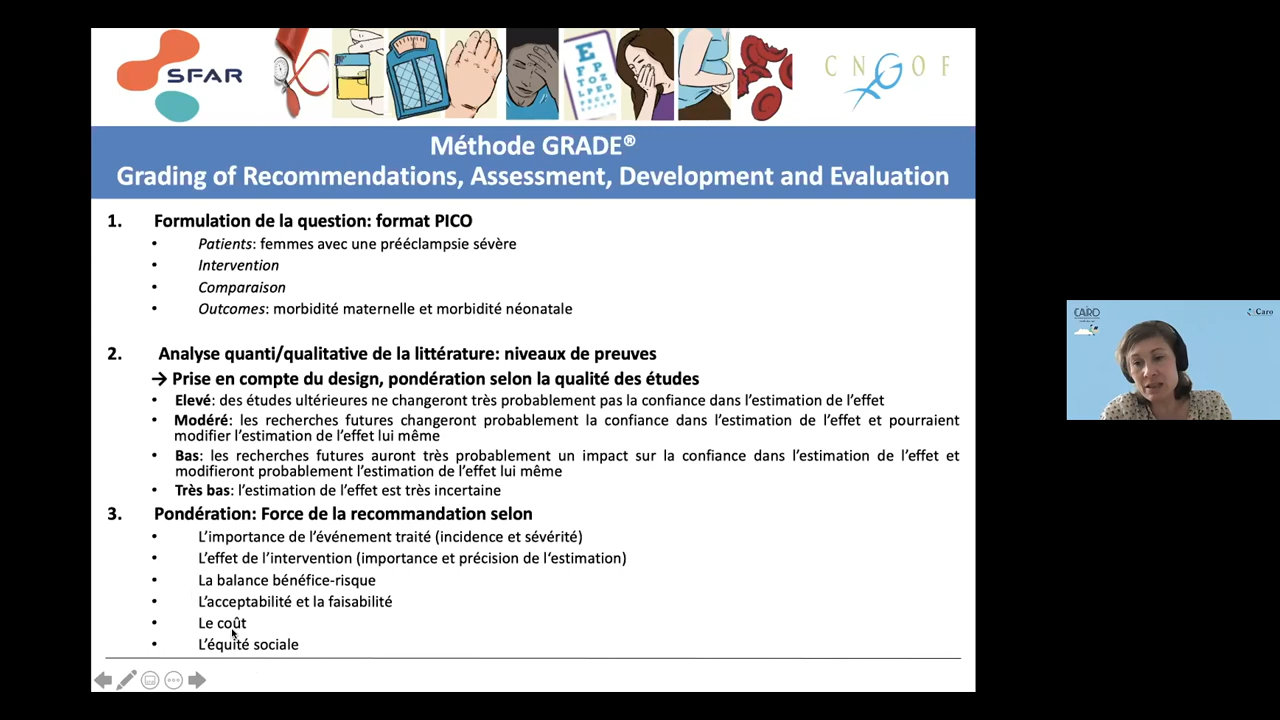 SFAR
E
F P
T O Z
L P E D
CNGOF
Méthode GRADE®
Grading of Recommendations, Assessment, Development and Evaluation
1. Formulation de la question: format PICO
• Patients: femmes avec une prééclampsie sévère
• Intervention
• Comparaison
• Outcomes: morbidité maternelle et morbidité néonatale
2. Analyse quanti/qualitative de la littérature: niveaux de preuves
→ Prise en compte du design, pondération selon la qualité des études
• Elevé: des études ultérieures ne changeront très probablement pas la confiance dans l’estimation de l’effet
• Modéré: les recherches futures changeront probablement la confiance dans l’estimation de l’effet et pourraient
modifier l’estimation de l’effet lui même
• Bas: les recherches futures auront très probablement un impact sur la confiance dans l’estimation de l’effet et
modifieront probablement l’estimation de l’effet lui même
• Très bas: l’estimation de l’effet est très incertaine
3. Pondération: Force de la recommandation selon
• L’importance de l’événement traité (incidence et sévérité)
• L’effet de l’intervention (importance et précision de l‘estimation)
• La balance bénéfice-risque
• L’acceptabilité et la faisabilité
• Le coût
• L’équité sociale
CAIRO
Caro